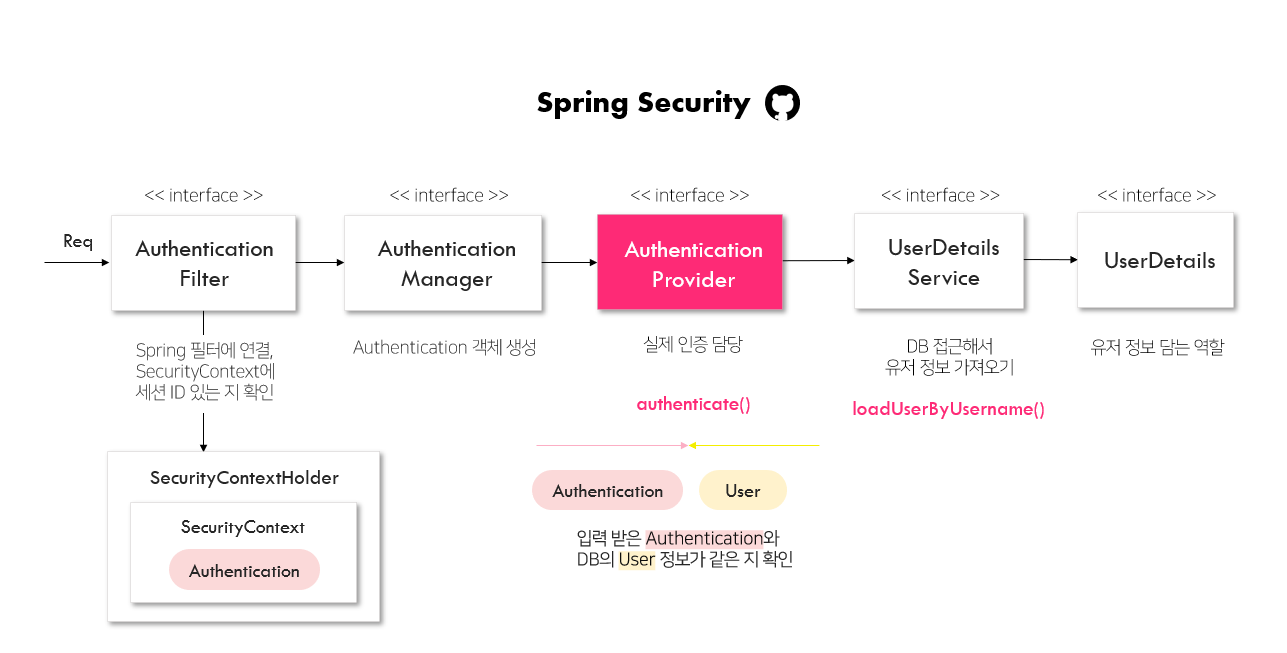 Spring Security
<< interface >>
<< interface >>
<< interface >>
<< interface >>
<< interface >>
Req
Authentication
Filter
Authentication
Manager
Authentication
Provider
UserDetails
Service
UserDetails
Spring 필터에 연결,
SecurityContext에
세션 ID 있는 지 확인
Authentication 객체 생성
실제 인증 담당
DB 접근해서
유저 정보 가져오기
유저 정보 담는 역할
authenticate()
loadUserByUsername()
SecurityContextHolder
SecurityContext
Authentication
Authentication
User
입력 받은 Authentication와
DB의 User 정보가 같은 지 확인